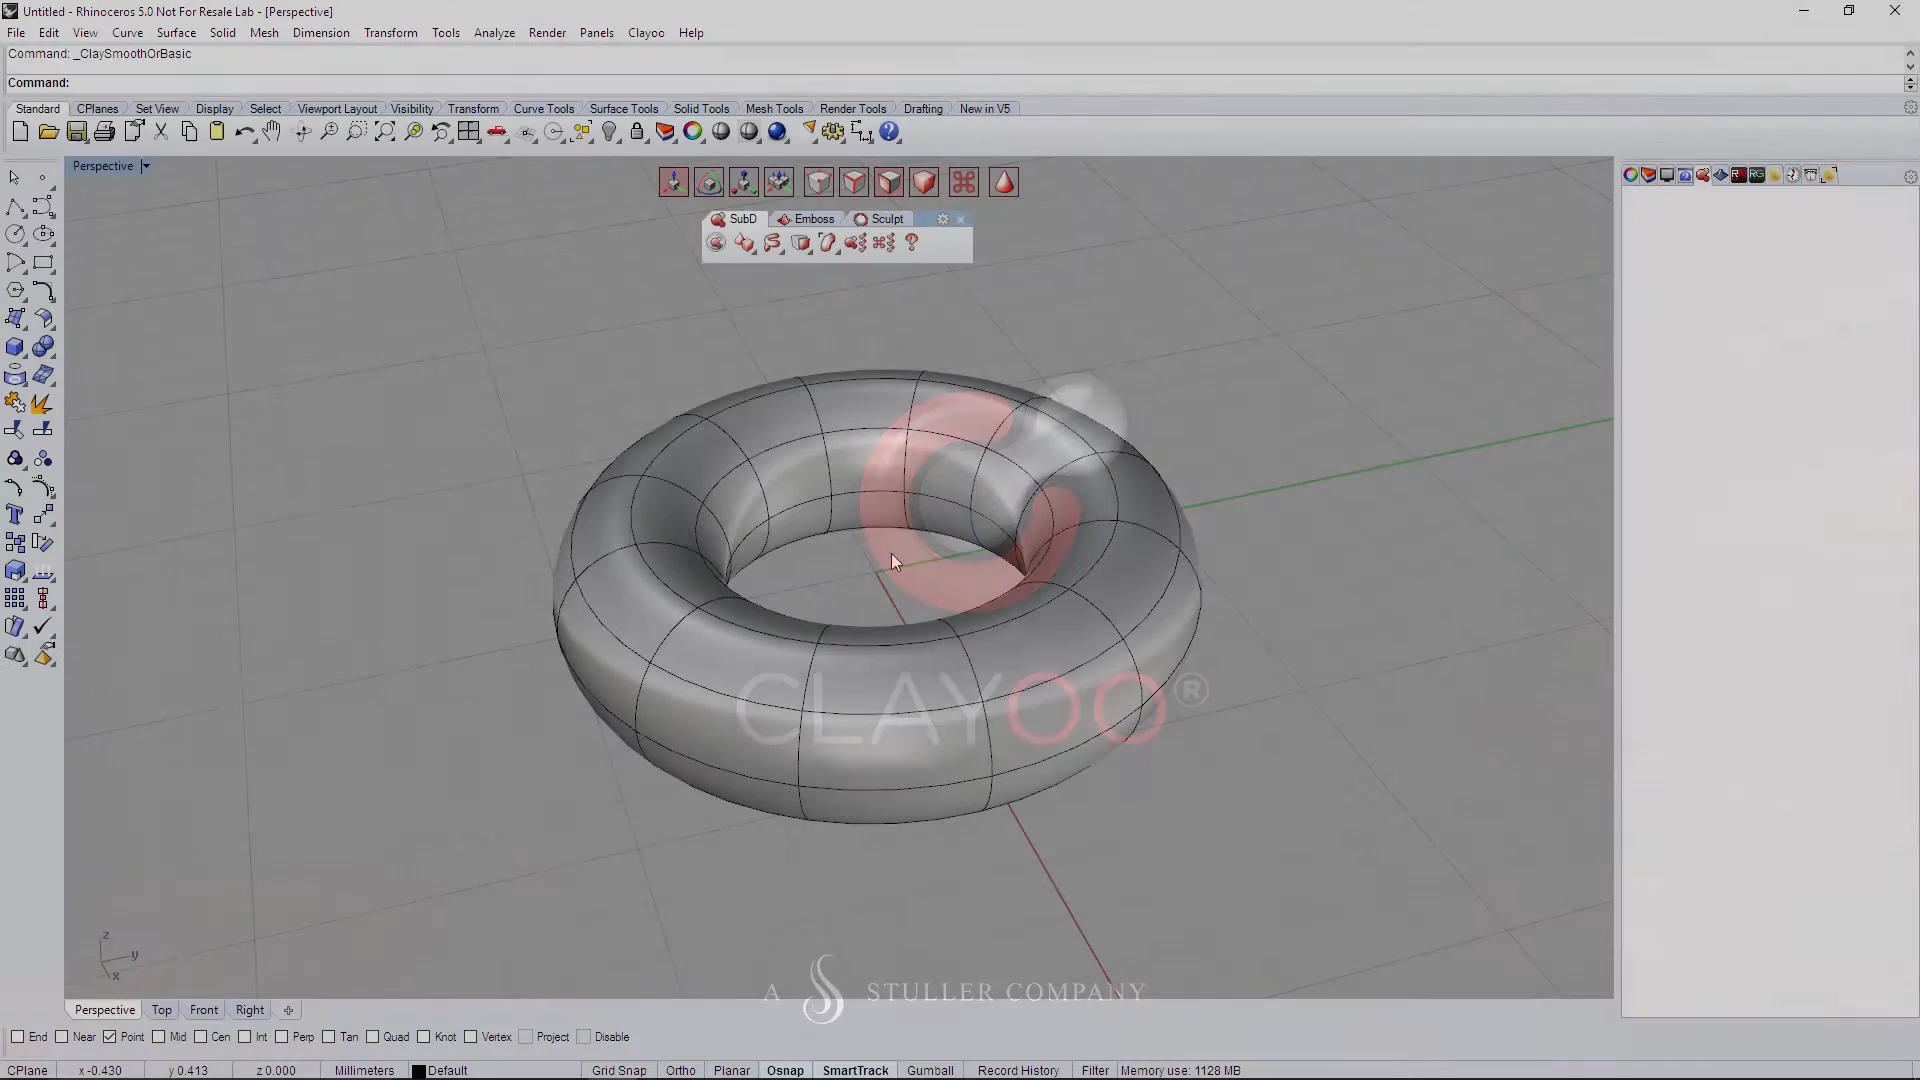 Untitled - Rhinoceros 5.0 Not For Resale Lab - [Perspective]
File Edit View Curve Surface Solid Mesh Dimension Transform Tools Analyze Render Panels Clayoo Help
Command: _ClaySmoothOrBasic
Command:
Standard CPlanes Set View Display Select Viewport Layout Visibility Transform Curve Tools Surface Tools Solid Tools Mesh Tools Render Tools Drafting New in V5
Perspective
SubD Emboss Sculpt
CLAYOO®
z
y
x
A STULLER COMPANY
Perspective Top Front Right
End Near Point Mid Cen Int Perp Tan Quad Knot Vertex Project Disable
CPlane x -0.430 y 0.413 z 0.000 Millimeters Default Grid Snap Ortho Planar Osnap SmartTrack Gumball Record History Filter Memory use: 1128 MB